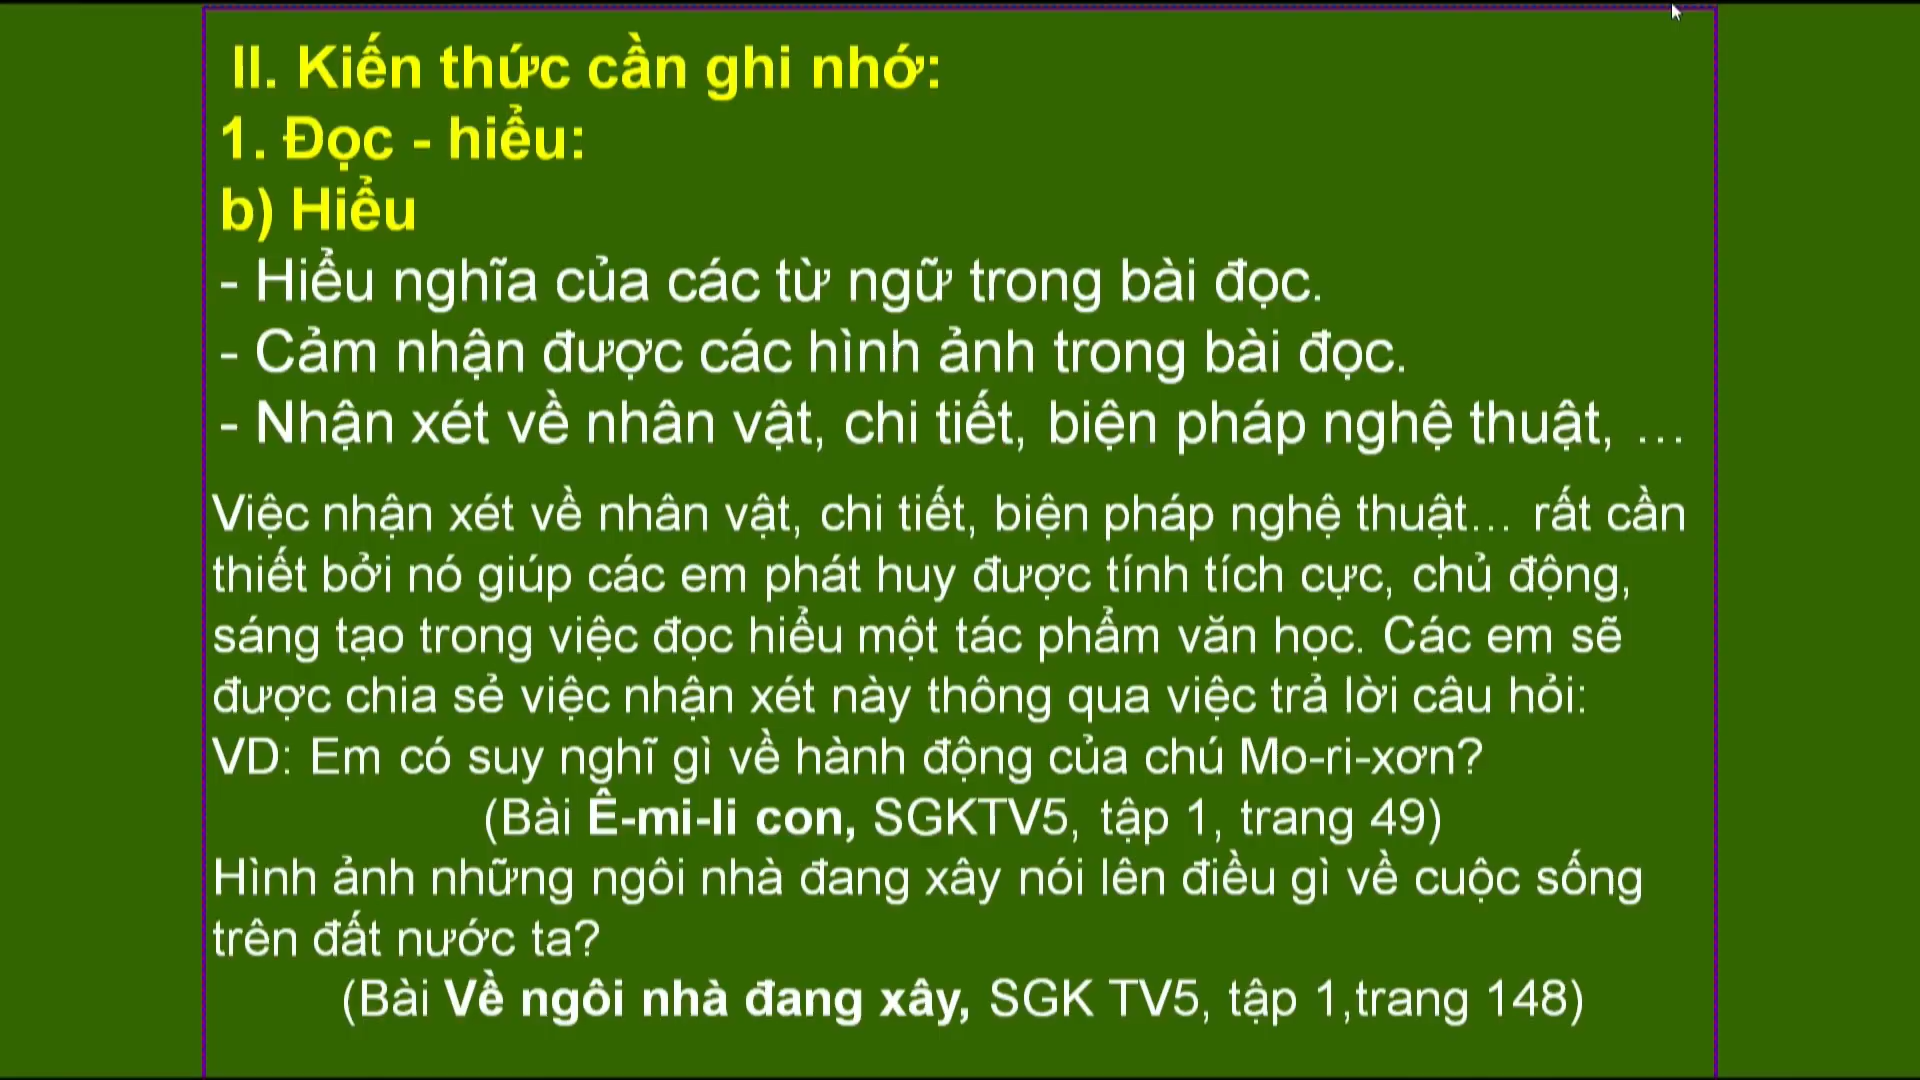 II. Kiến thức cần ghi nhớ:
1. Đọc - hiểu:
b) Hiểu
- Hiểu nghĩa của các từ ngữ trong bài đọc.
- Cảm nhận được các hình ảnh trong bài đọc.
- Nhận xét về nhân vật, chi tiết, biện pháp nghệ thuật, ...
Việc nhận xét về nhân vật, chi tiết, biện pháp nghệ thuật... rất cần
thiết bởi nó giúp các em phát huy được tính tích cực, chủ động,
sáng tạo trong việc đọc hiểu một tác phẩm văn học. Các em sẽ
được chia sẻ việc nhận xét này thông qua việc trả lời câu hỏi:
VD: Em có suy nghĩ gì về hành động của chú Mo-ri-xơn?
(Bài Ê-mi-li con, SGKTV5, tập 1, trang 49)
Hình ảnh những ngôi nhà đang xây nói lên điều gì về cuộc sống
trên đất nước ta?
(Bài Về ngôi nhà đang xây, SGK TV5, tập 1,trang 148)